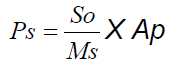 Ps = So/Ms X Ap